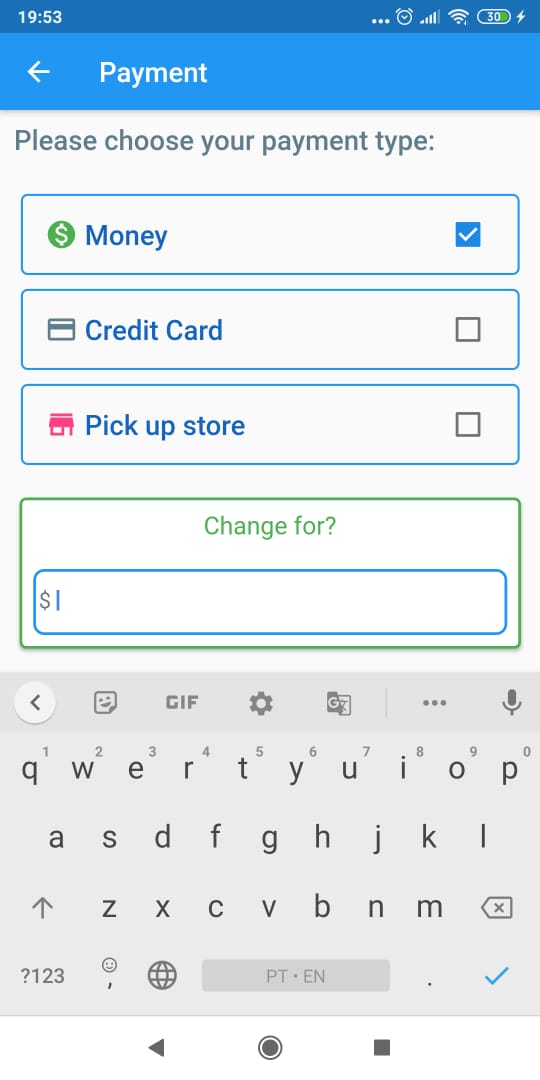 19:53
30
Payment
Please choose your payment type:
$ Money
Credit Card
Pick up store
Change for?
$
GIF
G
1 2 3 4 5 6 7 8 9 0
q w e r t y u i o p
a s d f g h j k l
z x c v b n m
?123 , PT • EN .